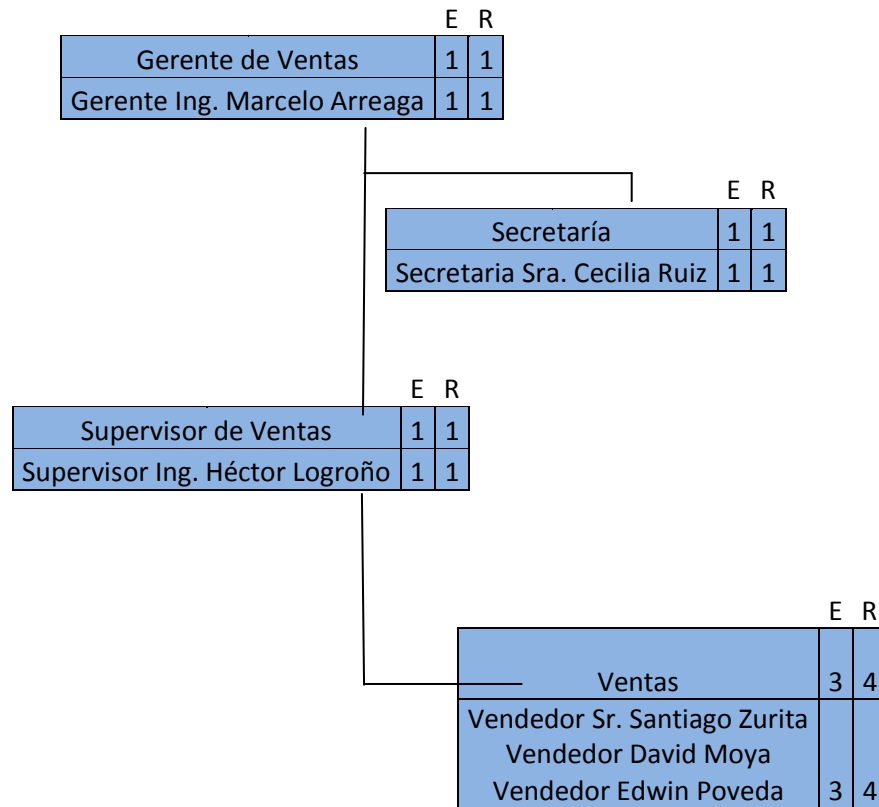 E R
Gerente de Ventas 1 1
Gerente Ing. Marcelo Arreaga 1 1
E R
Secretaría 1 1
Secretaria Sra. Cecilia Ruiz 1 1
E R
Supervisor de Ventas 1 1
Supervisor Ing. Héctor Logroño 1 1
E R
Ventas 3 4
Vendedor Sr. Santiago Zurita
Vendedor David Moya
Vendedor Edwin Poveda 3 4